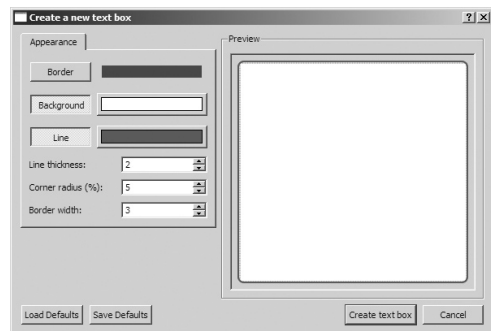 Create a new text box
? X
Appearance
Preview
Border
Background
Line
Line thickness:
2
Corner radius (%):
5
Border width:
3
Load Defaults
Save Defaults
Create text box
Cancel